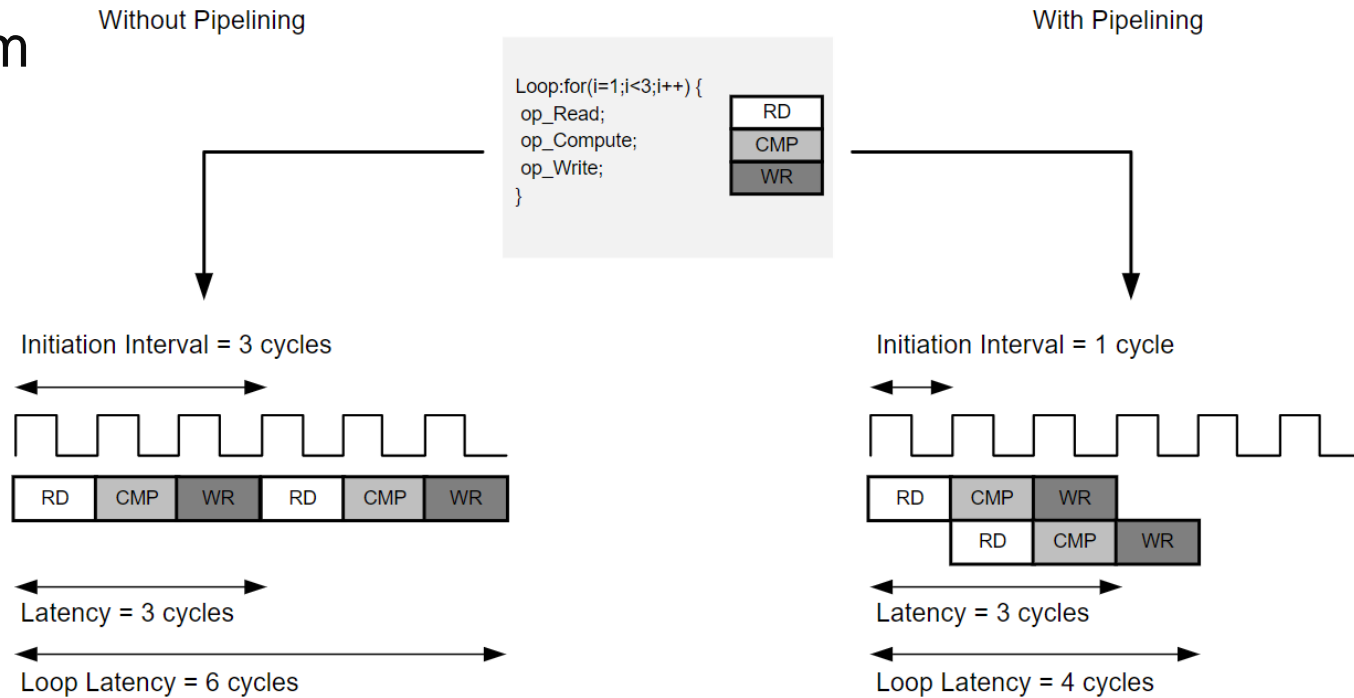 m
Without Pipelining
With Pipelining
Loop:for(i=1;i<3;i++) {
op_Read;
op_Compute;
op_Write;
}
RD
CMP
WR
Initiation Interval = 3 cycles
RD CMP WR RD CMP WR
Latency = 3 cycles
Loop Latency = 6 cycles
Initiation Interval = 1 cycle
RD CMP WR
RD CMP WR
Latency = 3 cycles
Loop Latency = 4 cycles